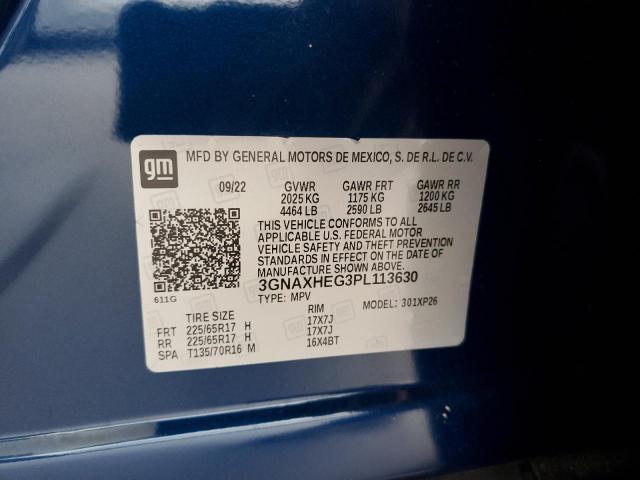 gm MFD BY GENERAL MOTORS DE MEXICO, S. DE R.L. DE C.V.
09/22 GVWR GAWR FRT GAWR RR
2025 KG 1175 KG 1200 KG
4464 LB 2590 LB 2645 LB
THIS VEHICLE CONFORMS TO ALL
APPLICABLE U.S. FEDERAL MOTOR
VEHICLE SAFETY AND THEFT PREVENTION
STANDARDS IN EFFECT ON THE DATE OF
MANUFACTURE SHOWN ABOVE.
611G
3GNAXHEG3PL113630
TYPE: MPV MODEL: 301XP26
TIRE SIZE RIM
FRT 225/65R17 H 17X7J
RR 225/65R17 H 17X7J
SPA T135/70R16 M 16X4BT